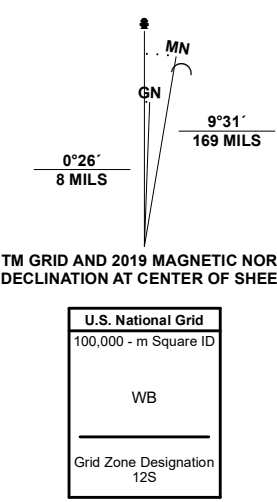 MN
GN
9°31´
169 MILS
0°26´
8 MILS
TM GRID AND 2019 MAGNETIC NOR
DECLINATION AT CENTER OF SHEE
U.S. National Grid
100,000 - m Square ID
WB
Grid Zone Designation
12S